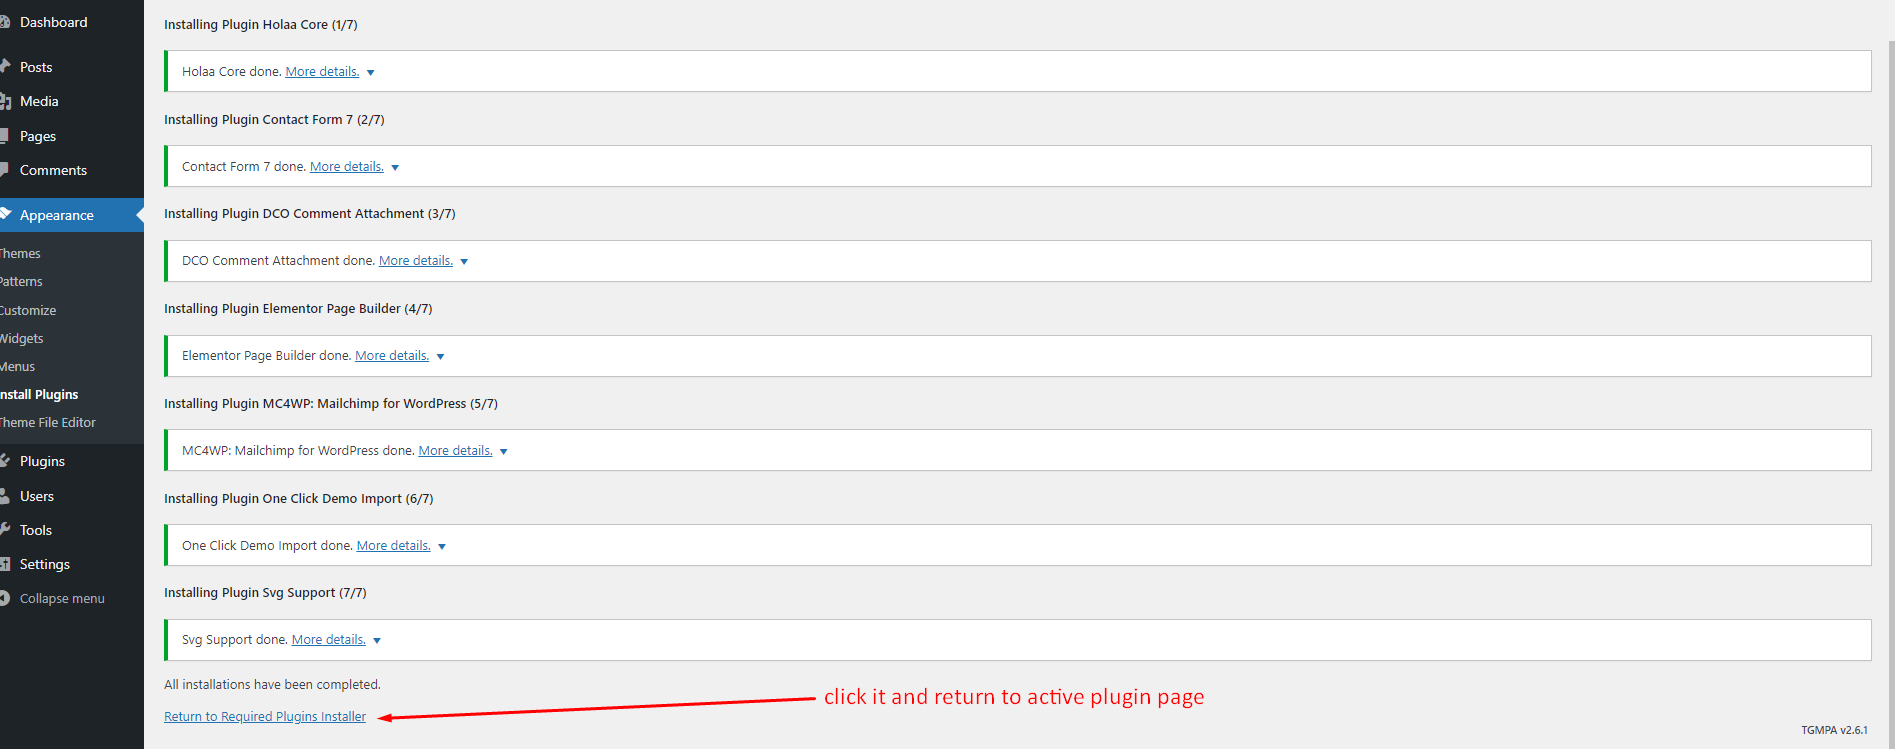 Dashboard
Posts
Media
Pages
Comments
Appearance
Themes
Patterns
Customize
Widgets
Menus
Install Plugins
Theme File Editor
Plugins
Users
Tools
Settings
Collapse menu
Installing Plugin Holaa Core (1/7)
Holaa Core done. More details.
Installing Plugin Contact Form 7 (2/7)
Contact Form 7 done. More details.
Installing Plugin DCO Comment Attachment (3/7)
DCO Comment Attachment done. More details.
Installing Plugin Elementor Page Builder (4/7)
Elementor Page Builder done. More details.
Installing Plugin MC4WP: Mailchimp for WordPress (5/7)
MC4WP: Mailchimp for WordPress done. More details.
Installing Plugin One Click Demo Import (6/7)
One Click Demo Import done. More details.
Installing Plugin Svg Support (7/7)
Svg Support done. More details.
All installations have been completed.
click it and return to active plugin page
Return to Required Plugins Installer
TGMPA v2.6.1